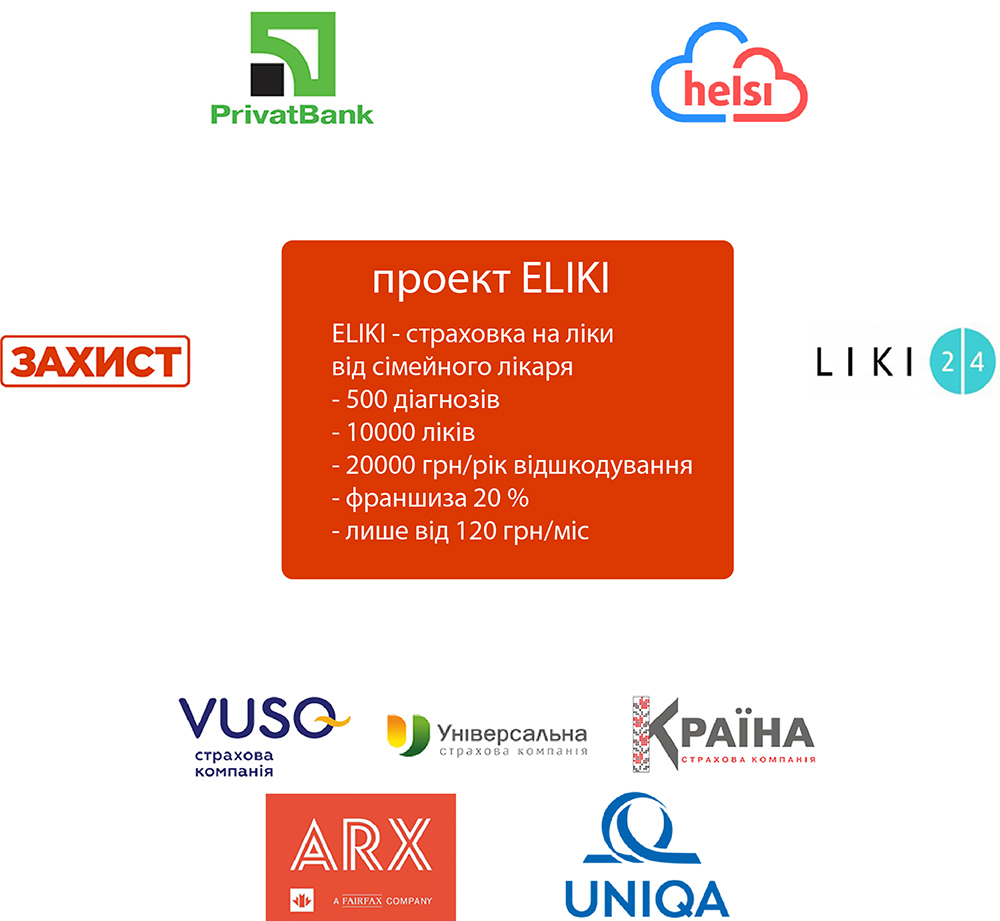 PrivatBank
helsi
проект ELIKI
ELIKI - страховка на ліки
від сімейного лікаря
- 500 діагнозів
- 10000 ліків
- 20000 грн/рік відшкодування
- франшиза 20 %
- лише від 120 грн/міс
ЗАХИСТ
LIKI 24
VUSO
страхова
компанія
Універсальна
страхова компанія
КРАЇНА
СТРАХОВА КОМПАНІЯ
ARX
A FAIRFAX COMPANY
UNIQA